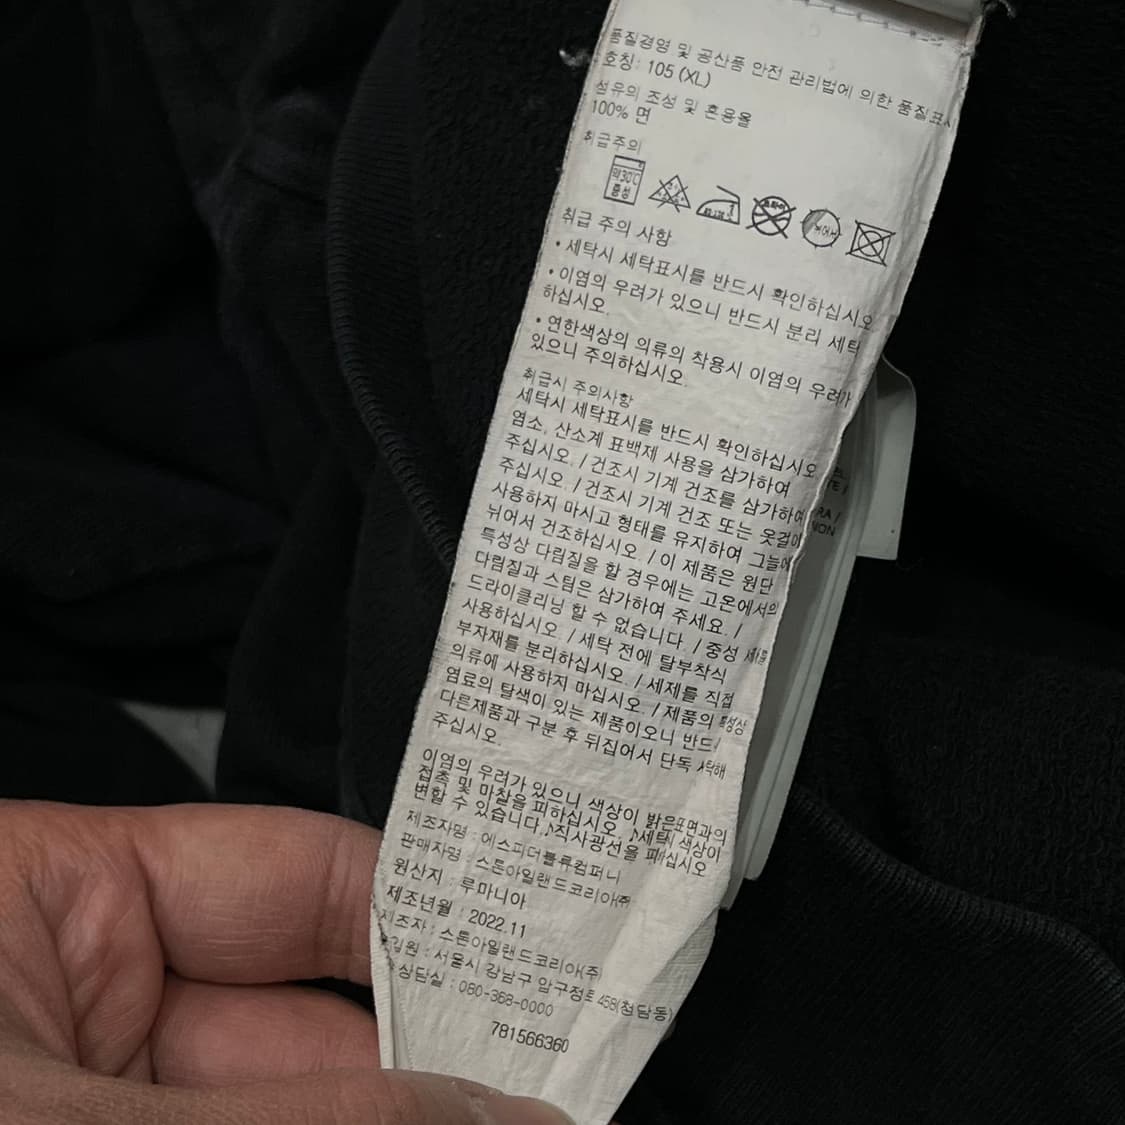 품질경영 및 공산품 안전 관리법에 의한 품질표시
호칭: 105 (XL)
섬유의 조성 및 혼용율
100% 면
취급주의
약30℃
중성
취급 주의 사항
• 세탁시 세탁표시를 반드시 확인하십시오
• 이염의 우려가 있으니 반드시 분리 세탁
하십시오.
• 연한색상의 의류의 착용시 이염의 우려가
있으니 주의하십시오.
취급시 주의사항
세탁시 세탁표시를 반드시 확인하십시오
염소, 산소계 표백제 사용을 삼가하여
주십시오. / 건조시 기계 건조를 삼가하여
주십시오. / 건조시 기계 건조 또는 옷걸이
사용하지 마시고 형태를 유지하여 그늘에
뉘어서 건조하십시오. / 이 제품은 원단
특성상 다림질을 할 경우에는 고온에서의
다림질과 스팀은 삼가하여 주세요. /
드라이클리닝 할 수 없습니다. / 중성 세제를
사용하십시오. / 세탁 전에 탈부착식
부자재를 분리하십시오. / 세제를 직접
의류에 사용하지 마십시오. / 제품의 특성상
염료의 탈색이 있는 제품이오니 반드시
다른제품과 구분 후 뒤집어서 단독 세탁해
주십시오.
이염의 우려가 있으니 색상이 밝은표면과의
접촉 및 마찰을 피하십시오. 세탁시 색상이
변할 수 있습니다. 직사광선을 피하십시오
제조자명 : 에스피더블류컴퍼니
판매자명 : 스톤아일랜드코리아(주
원산지 : 루마니아
제조년월 : 2022.11
제조자 : 스톤아일랜드코리아(주)
서울시 강남구 압구정로 458(청담동)
상담실 : 080-368-0000
781566360
RA /
NON